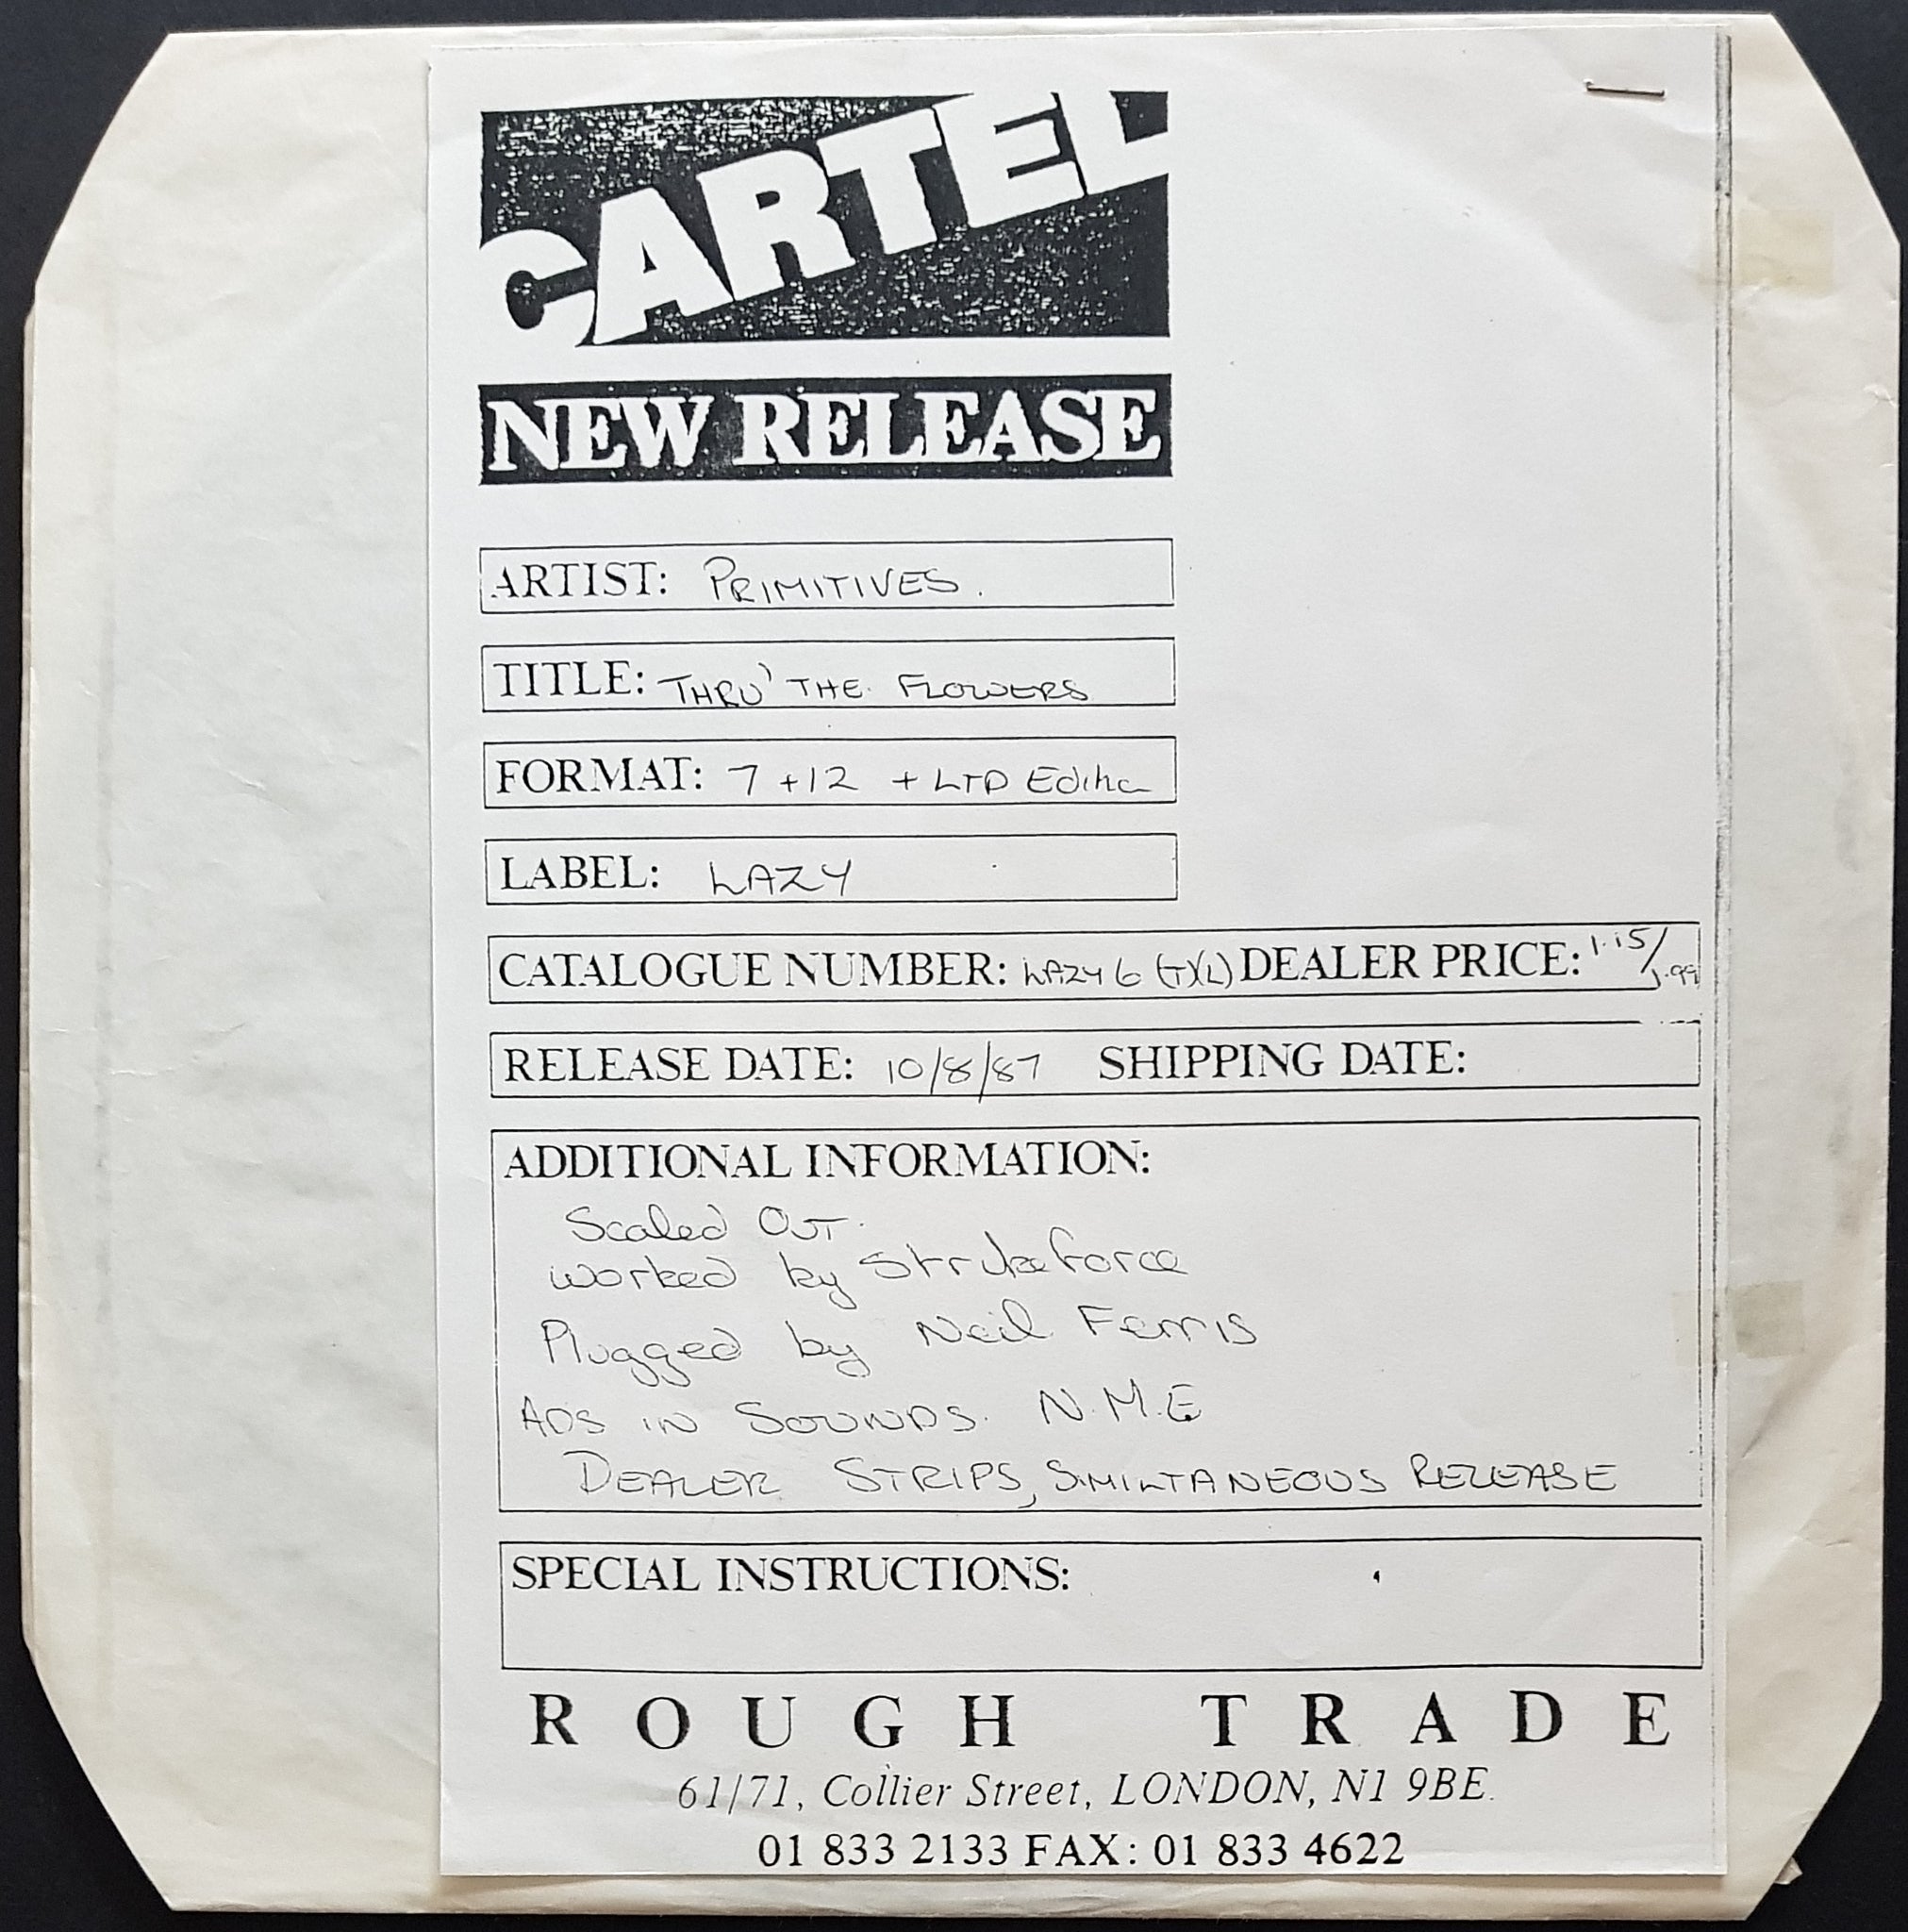 CARTEL
NEW RELEASE
ARTIST: PRIMITIVES.
TITLE: THRU' THE FLOWERS
FORMAT: 7 + 12 + LTD Editio
LABEL: LAZY
CATALOGUE NUMBER: LAZY 6 (T)(L) DEALER PRICE: 1.15/1.99
RELEASE DATE: 10/8/87 SHIPPING DATE:
ADDITIONAL INFORMATION:
Scaled OUT.
worked by Strikeforce
Plugged by Neil Ferris
ADS IN SOUNDS. N.M.E
DEALER STRIPS, SIMILTANEOUS RELEASE
SPECIAL INSTRUCTIONS:
ROUGH TRADE
61/71, Collier Street, LONDON, N1 9BE.
01 833 2133 FAX: 01 833 4622